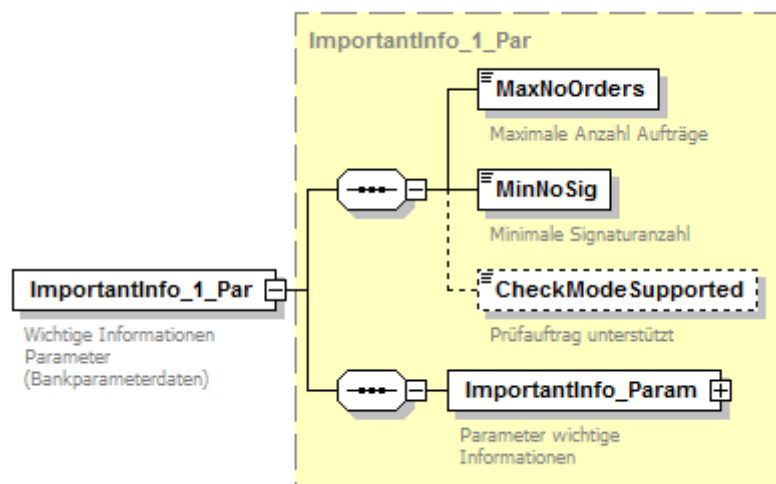 ImportantInfo_1_Par
MaxNoOrders
Maximale Anzahl Aufträge
MinNoSig
Minimale Signaturanzahl
ImportantInfo_1_Par
Wichtige Informationen
Parameter
(Bankparameterdaten)
CheckModeSupported
Prüfauftrag unterstützt
ImportantInfo_Param
Parameter wichtige
Informationen